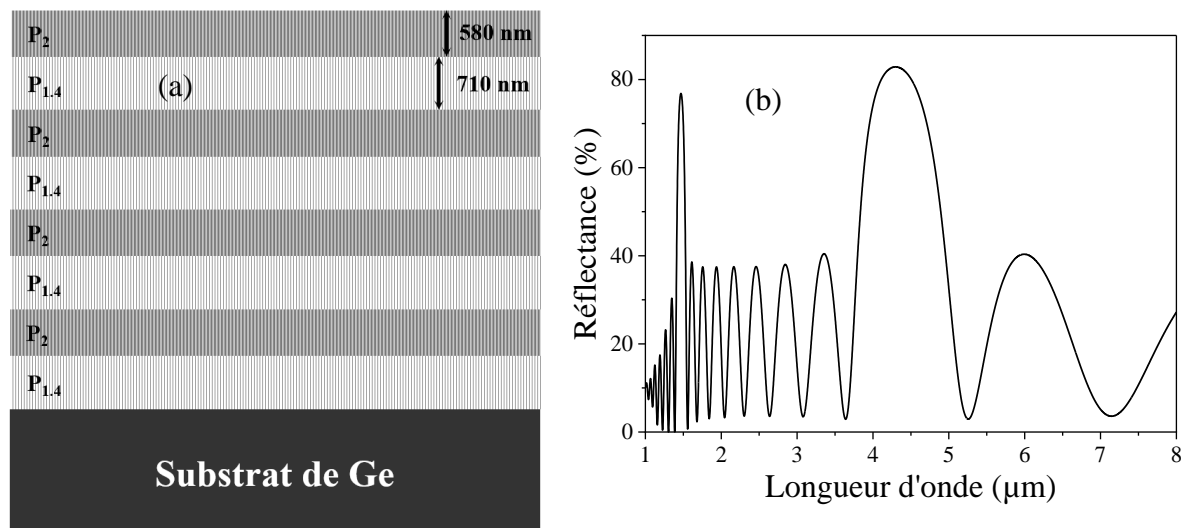 P2
580 nm
P1.4
(a)
710 nm
P2
P1.4
P2
P1.4
P2
P1.4
Substrat de Ge
(b)
Réflectance (%)
80
60
40
20
0
1 2 3 4 5 6 7 8
Longueur d'onde (µm)